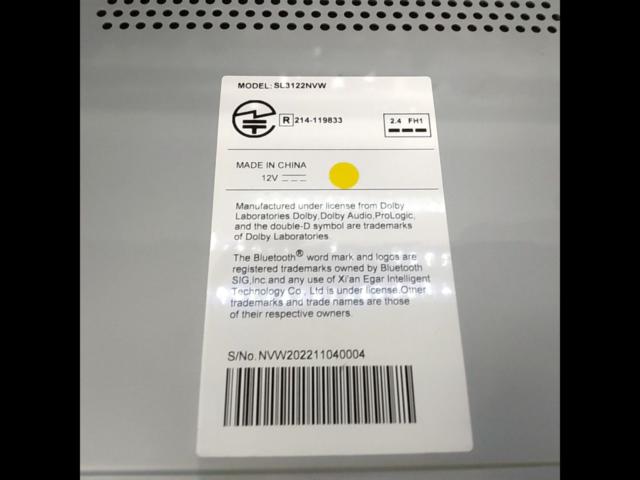 MODEL: SL3122NVW
R 214-119833
2.4 FH1
MADE IN CHINA
12V
Manufactured under license from Dolby
Laboratories.Dolby,Dolby Audio,ProLogic,
and the double-D symbol are trademarks
of Dolby Laboratories.
The Bluetooth® word mark and logos are
registered trademarks owned by Bluetooth
SIG,Inc.and any use of Xi'an Egar Intelligent
Technology Co., Ltd is under license.Other
trademarks and trade names are those
of their respective owners.
S/No. NVW202211040004